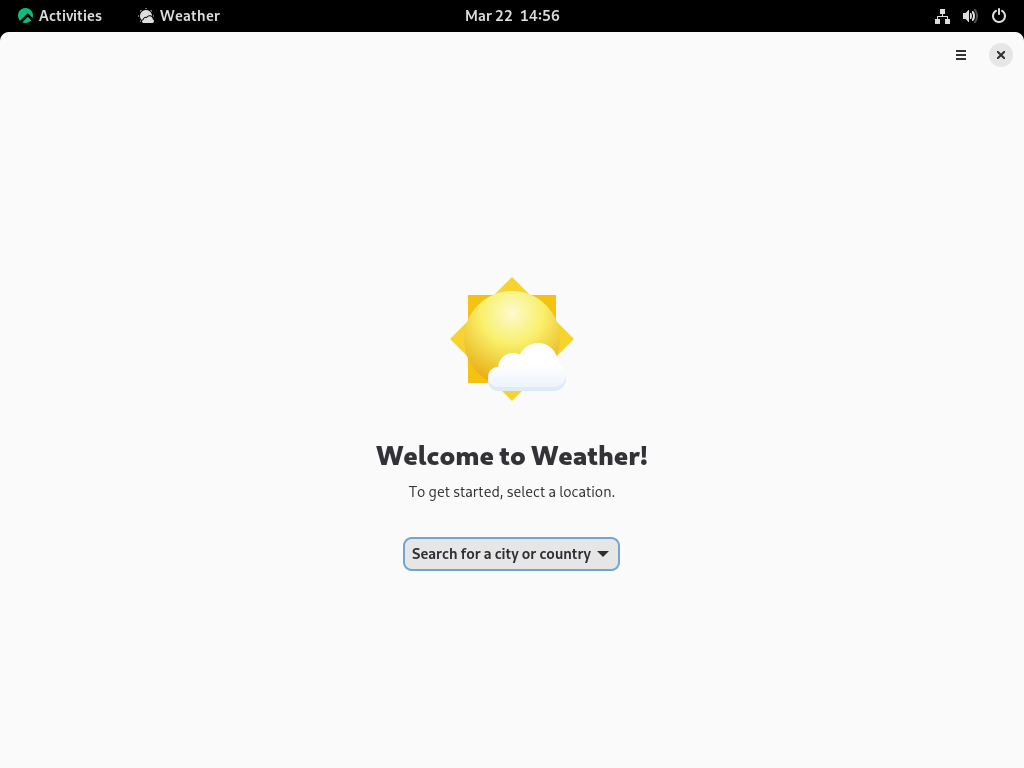 Activities Weather Mar 22 14:56
Welcome to Weather!
To get started, select a location.
Search for a city or country